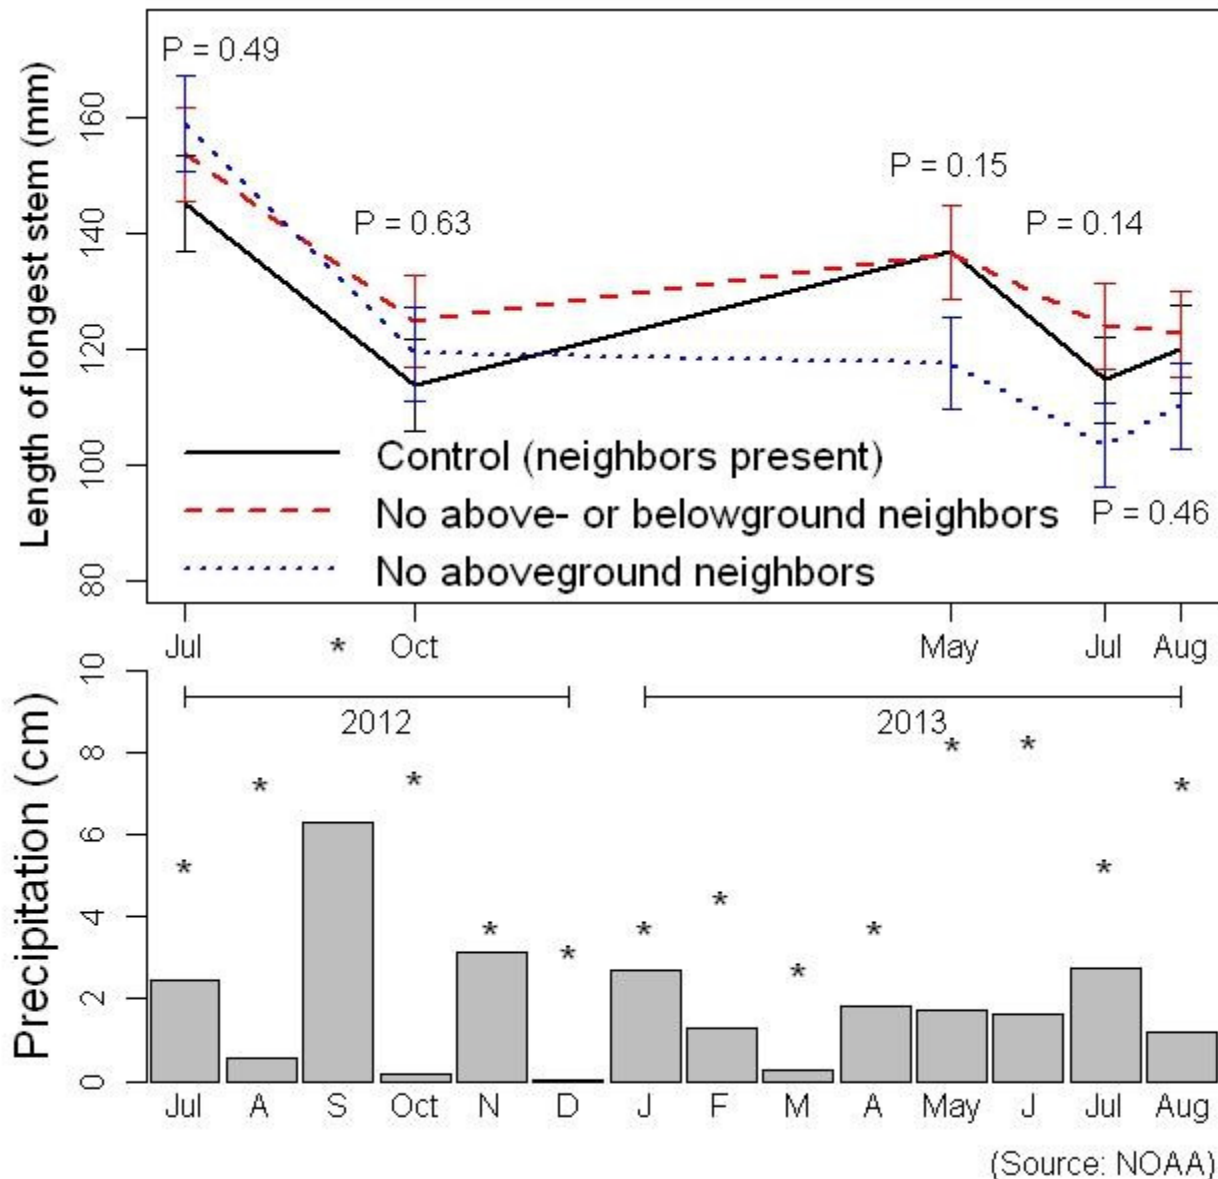 P = 0.49
P = 0.63
P = 0.15
P = 0.14
P = 0.46
Length of longest stem (mm)
160
140
120
100
80
Control (neighbors present)
No above- or belowground neighbors
No aboveground neighbors
Jul * Oct May Jul Aug
2012 2013
Precipitation (cm)
10
8
6
4
2
0
* * * * * * * * * * * * *
Jul A S Oct N D J F M A May J Jul Aug
(Source: NOAA)